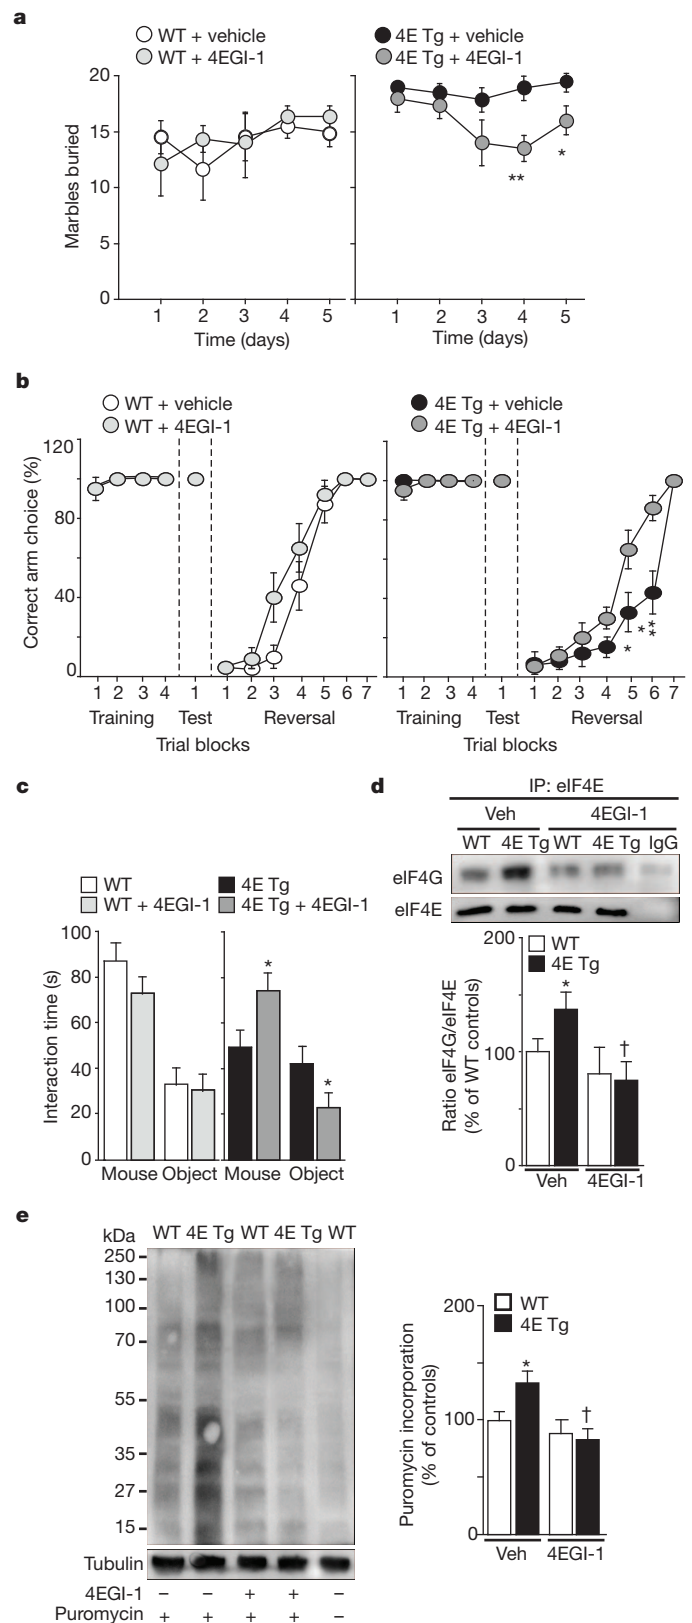 a
WT + vehicle
WT + 4EGI-1
4E Tg + vehicle
4E Tg + 4EGI-1
Marbles buried
20
15
10
5
0
**
*
1 2 3 4 5
1 2 3 4 5
Time (days)
Time (days)
b
WT + vehicle
WT + 4EGI-1
4E Tg + vehicle
4E Tg + 4EGI-1
Correct arm choice (%)
120
80
40
0
*
*
**
1 2 3 4 1 1 2 3 4 5 6 7
1 2 3 4 1 1 2 3 4 5 6 7
Training Test Reversal
Training Test Reversal
Trial blocks
Trial blocks
c
WT
WT + 4EGI-1
4E Tg
4E Tg + 4EGI-1
Interaction time (s)
100
80
60
40
20
0
*
*
Mouse Object Mouse Object
d
IP: eIF4E
Veh 4EGI-1
WT 4E Tg WT 4E Tg IgG
eIF4G
eIF4E
WT
4E Tg
Ratio eIF4G/eIF4E
(% of WT controls)
200
100
0
*
†
Veh 4EGI-1
e
kDa WT 4E Tg WT 4E Tg WT
250
130
100
70
55
35
27
15
Tubulin
4EGI-1 – – + + –
Puromycin + + + + –
WT
4E Tg
Puromycin incorporation
(% of controls)
200
100
0
*
†
Veh 4EGI-1